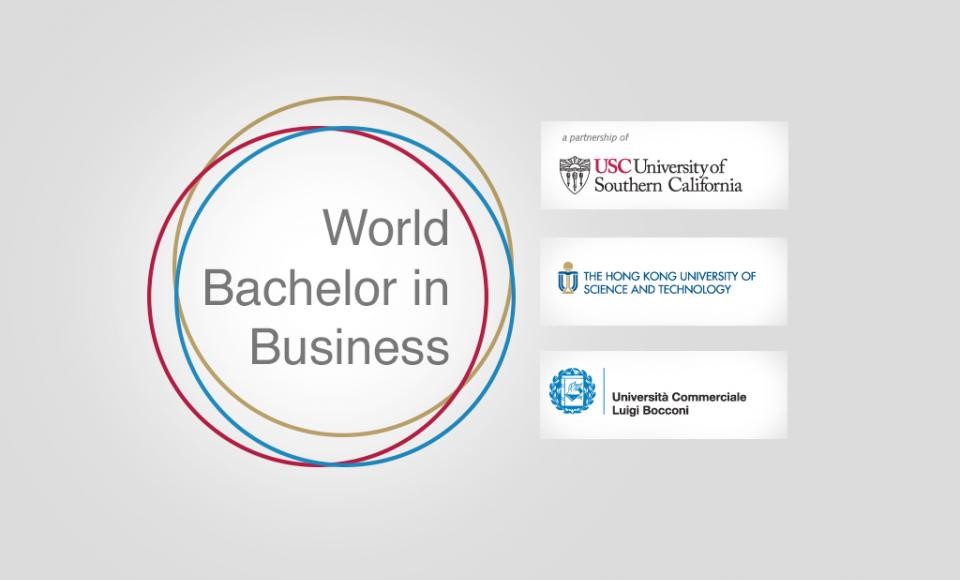 World
Bachelor in
Business
a partnership of
USC University of
Southern California
THE HONG KONG UNIVERSITY OF
SCIENCE AND TECHNOLOGY
Università Commerciale
Luigi Bocconi